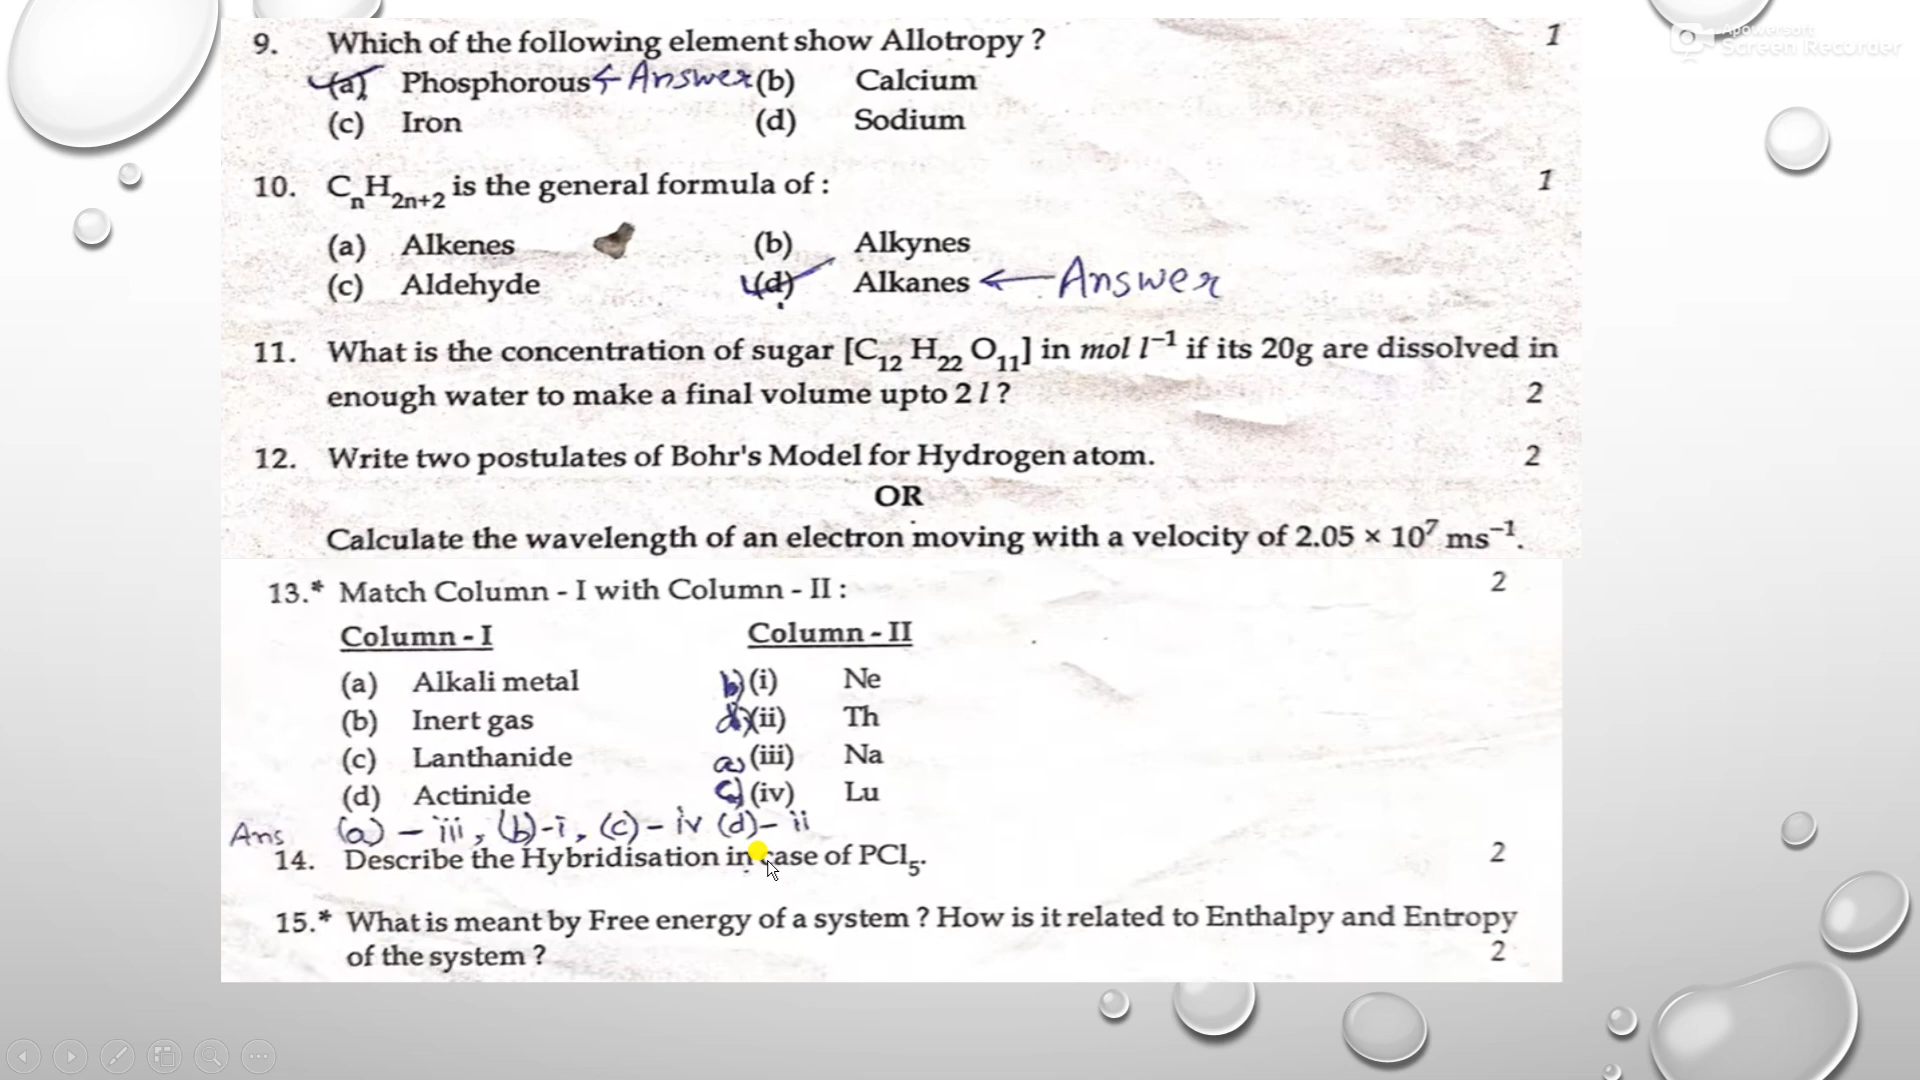 Apowersoft
Screen Recorder
9. Which of the following element show Allotropy ? 1
(a) Phosphorous ← Answer (b) Calcium
(c) Iron (d) Sodium
10. CₙH₂ₙ₊₂ is the general formula of : 1
(a) Alkenes (b) Alkynes
(c) Aldehyde (d) Alkanes ← Answer
11. What is the concentration of sugar [C₁₂ H₂₂ O₁₁] in mol l⁻¹ if its 20g are dissolved in
enough water to make a final volume upto 2 l ? 2
12. Write two postulates of Bohr's Model for Hydrogen atom. 2
OR
Calculate the wavelength of an electron moving with a velocity of 2.05 × 10⁷ ms⁻¹.
13.* Match Column - I with Column - II : 2
Column - I Column - II
(a) Alkali metal b) (i) Ne
(b) Inert gas d) (ii) Th
(c) Lanthanide a) (iii) Na
(d) Actinide c) (iv) Lu
Ans (a) – iii, (b)-i, (c)- iv (d)- ii
14. Describe the Hybridisation in case of PCl₅. 2
15.* What is meant by Free energy of a system ? How is it related to Enthalpy and Entropy
of the system ? 2